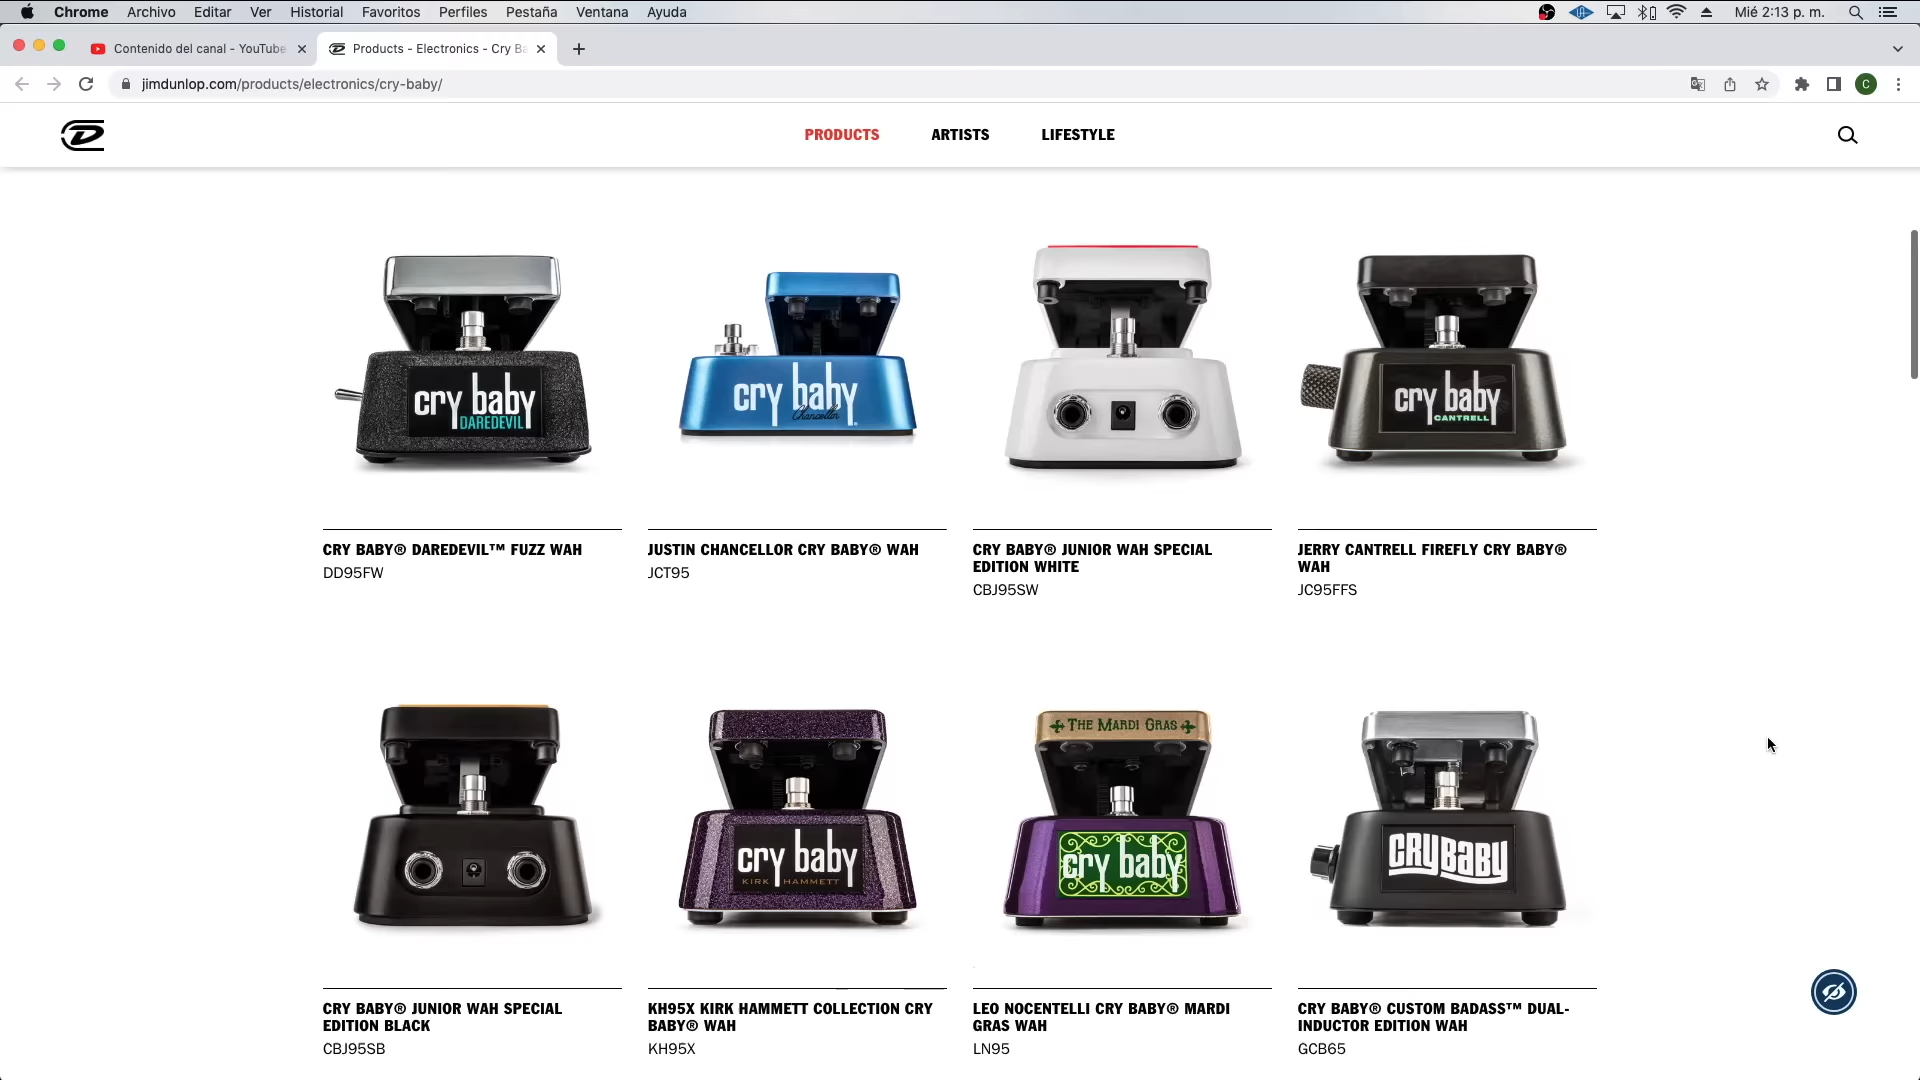 Chrome Archivo Editar Ver Historial Favoritos Perfiles Pestaña Ventana Ayuda Mié 2:13 p. m.
Contenido del canal - YouTube Products - Electronics - Cry Ba
jimdunlop.com/products/electronics/cry-baby/ C
D PRODUCTS ARTISTS LIFESTYLE
cry baby
DAREDEVIL
cry baby
Chancellor
cry baby
CANTRELL
CRY BABY® DAREDEVIL™ FUZZ WAH
DD95FW
JUSTIN CHANCELLOR CRY BABY® WAH
JCT95
CRY BABY® JUNIOR WAH SPECIAL
EDITION WHITE
CBJ95SW
JERRY CANTRELL FIREFLY CRY BABY®
WAH
JC95FFS
cry baby
KIRK HAMMETT
THE MARDI GRAS
cry baby
CRYBABY
CRY BABY® JUNIOR WAH SPECIAL
EDITION BLACK
CBJ95SB
KH95X KIRK HAMMETT COLLECTION CRY
BABY® WAH
KH95X
LEO NOCENTELLI CRY BABY® MARDI
GRAS WAH
LN95
CRY BABY® CUSTOM BADASS™ DUAL-
INDUCTOR EDITION WAH
GCB65